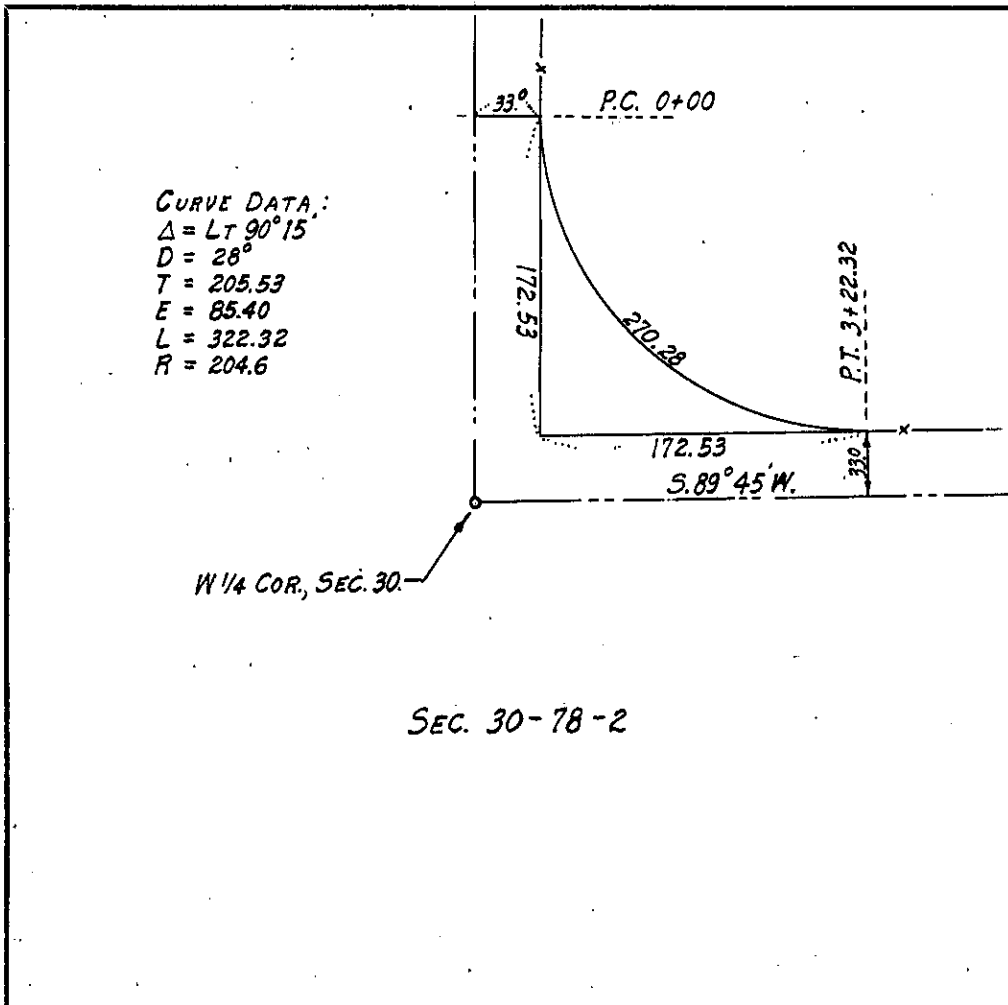 33.⁰
P.C. 0+00
CURVE DATA:
Δ = LT 90°15'
D = 28°
T = 205.53
E = 85.40
L = 322.32
R = 204.6
172.53
270.28
P.T. 3+22.32
172.53
33.⁰
S. 89°45' W.
W 1/4 COR., SEC. 30.
SEC. 30-78-2